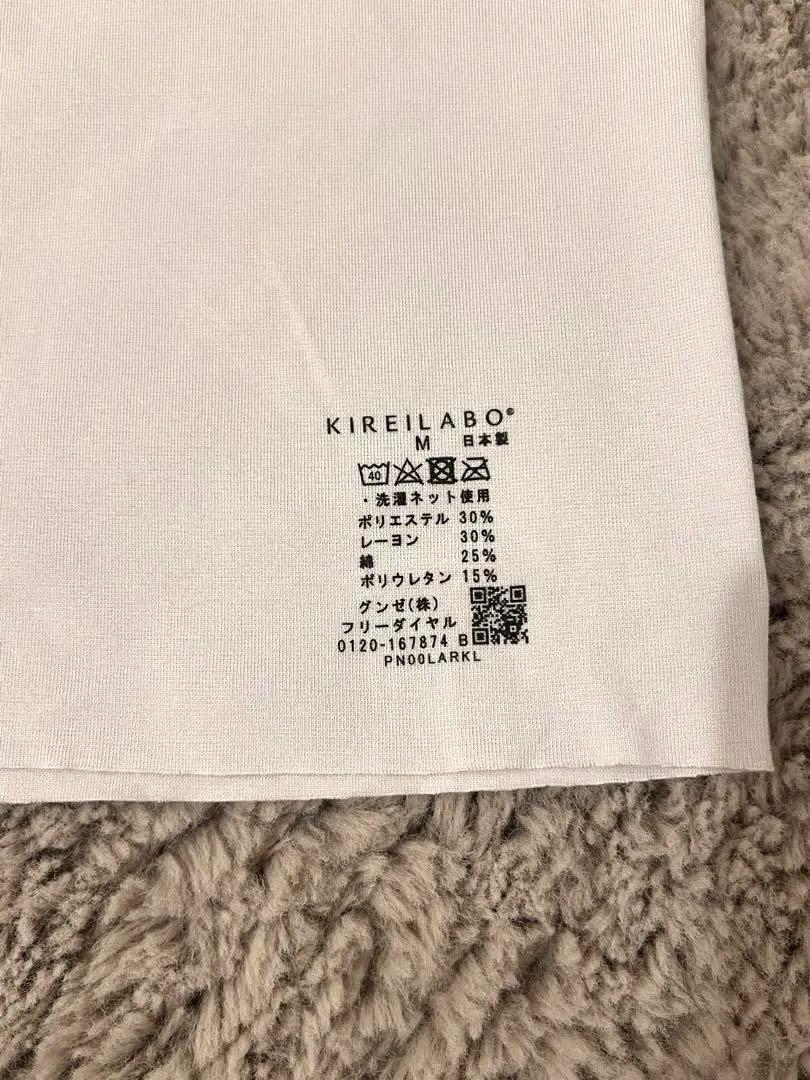 KIREILABO®
M 日本製
40
・洗濯ネット使用
ポリエステル 30%
レーヨン 30%
綿 25%
ポリウレタン 15%
グンゼ(株)
フリーダイヤル
0120-167874 B
PN00LARKL